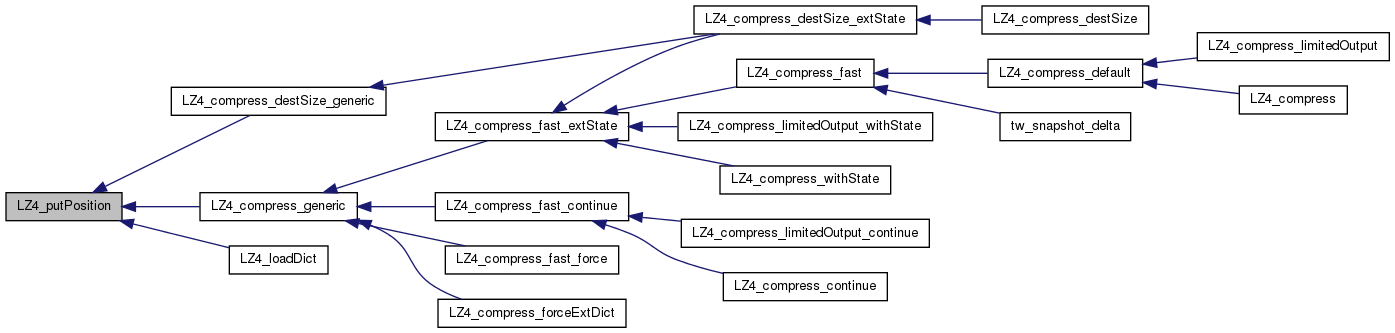 LZ4_compress_destSize_extState
LZ4_compress_destSize
LZ4_compress_limitedOutput
LZ4_compress_fast
LZ4_compress_default
LZ4_compress_destSize_generic
LZ4_compress
LZ4_compress_fast_extState
LZ4_compress_limitedOutput_withState
tw_snapshot_delta
LZ4_compress_withState
LZ4_putPosition
LZ4_compress_generic
LZ4_compress_fast_continue
LZ4_compress_limitedOutput_continue
LZ4_loadDict
LZ4_compress_fast_force
LZ4_compress_continue
LZ4_compress_forceExtDict